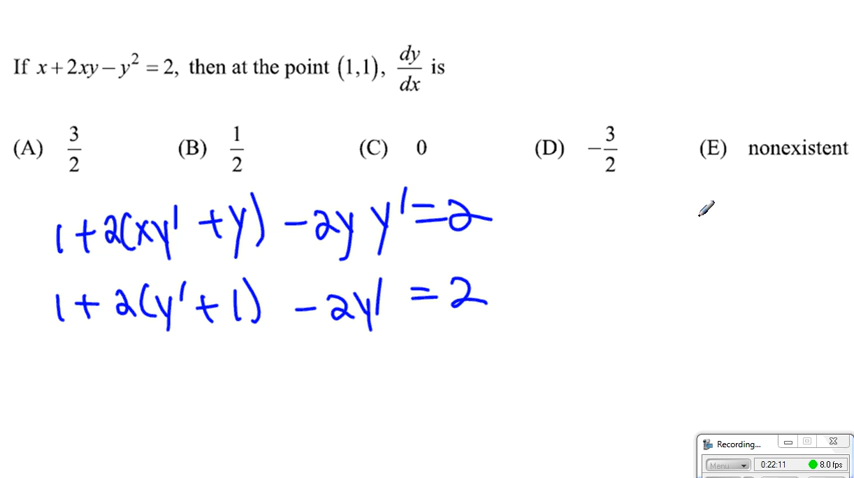 If x + 2xy − y² = 2, then at the point (1,1), dy/dx is
(A) 3/2 (B) 1/2 (C) 0 (D) −3/2 (E) nonexistent
1 + 2(xy' + y) − 2y y' = 2
1 + 2(y' + 1) − 2y' = 2
Recording...
Menu 0:22:11 8.0 fps